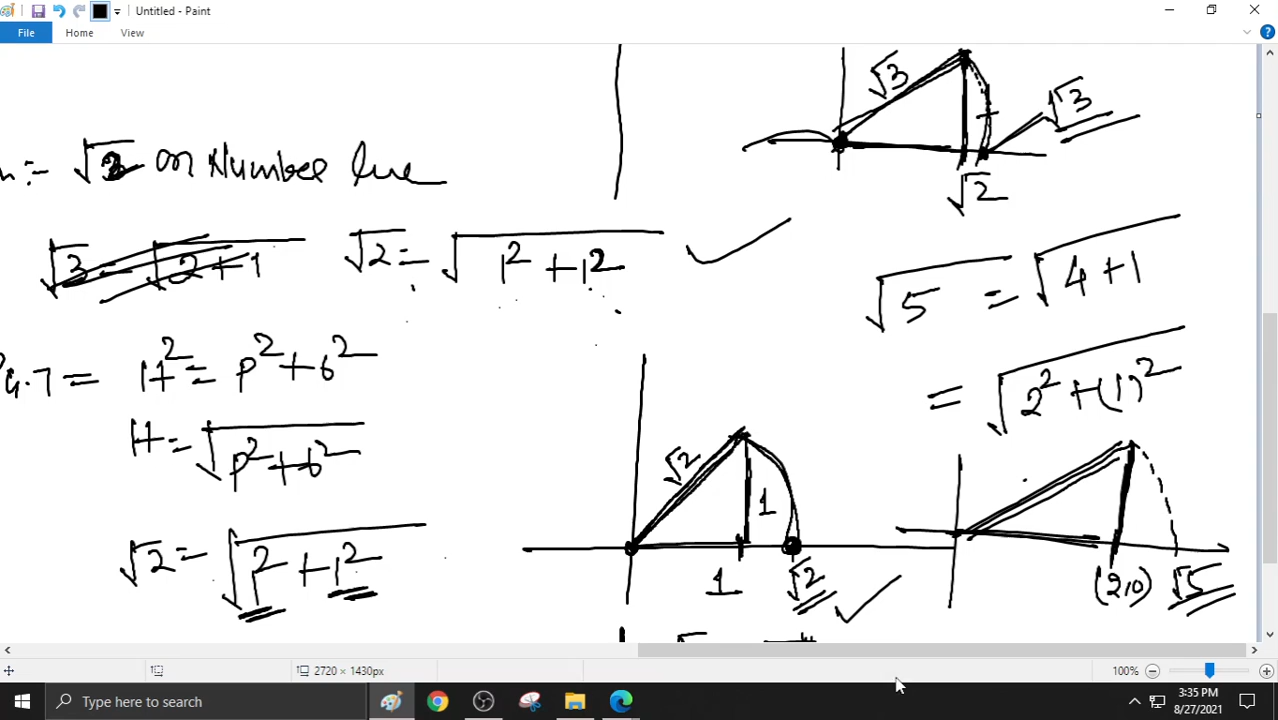 Untitled - Paint
File Home View
√3
√3
√2
√2 on Number line
√3 = √2+1
√2 = √1² + 1²
√5 = √4+1
= √2² + (1)²
H² = P² + b²
H = √P² + b²
√2 = √1² + 1²
√2
1
1
√2
(2,0)
√5
2720 × 1430px
100%
Type here to search
3:35 PM
8/27/2021